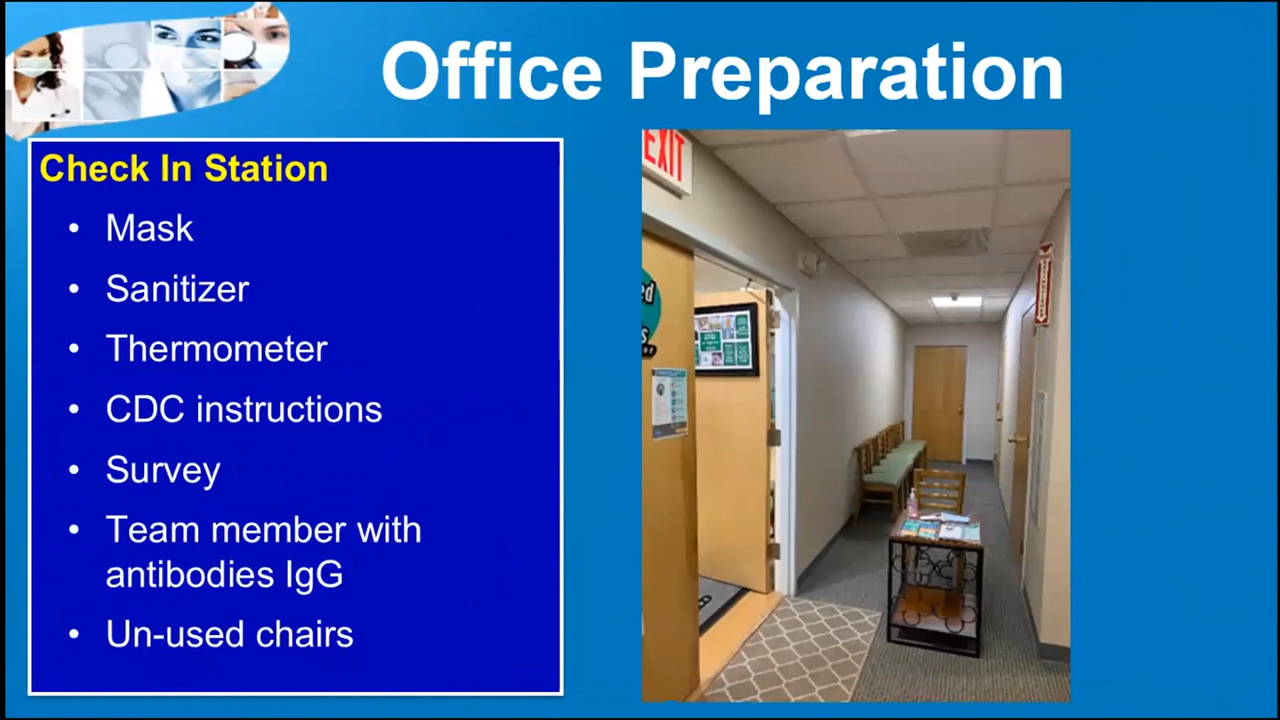 Office Preparation
Check In Station
• Mask
• Sanitizer
• Thermometer
• CDC instructions
• Survey
• Team member with
antibodies IgG
• Un-used chairs
EXIT